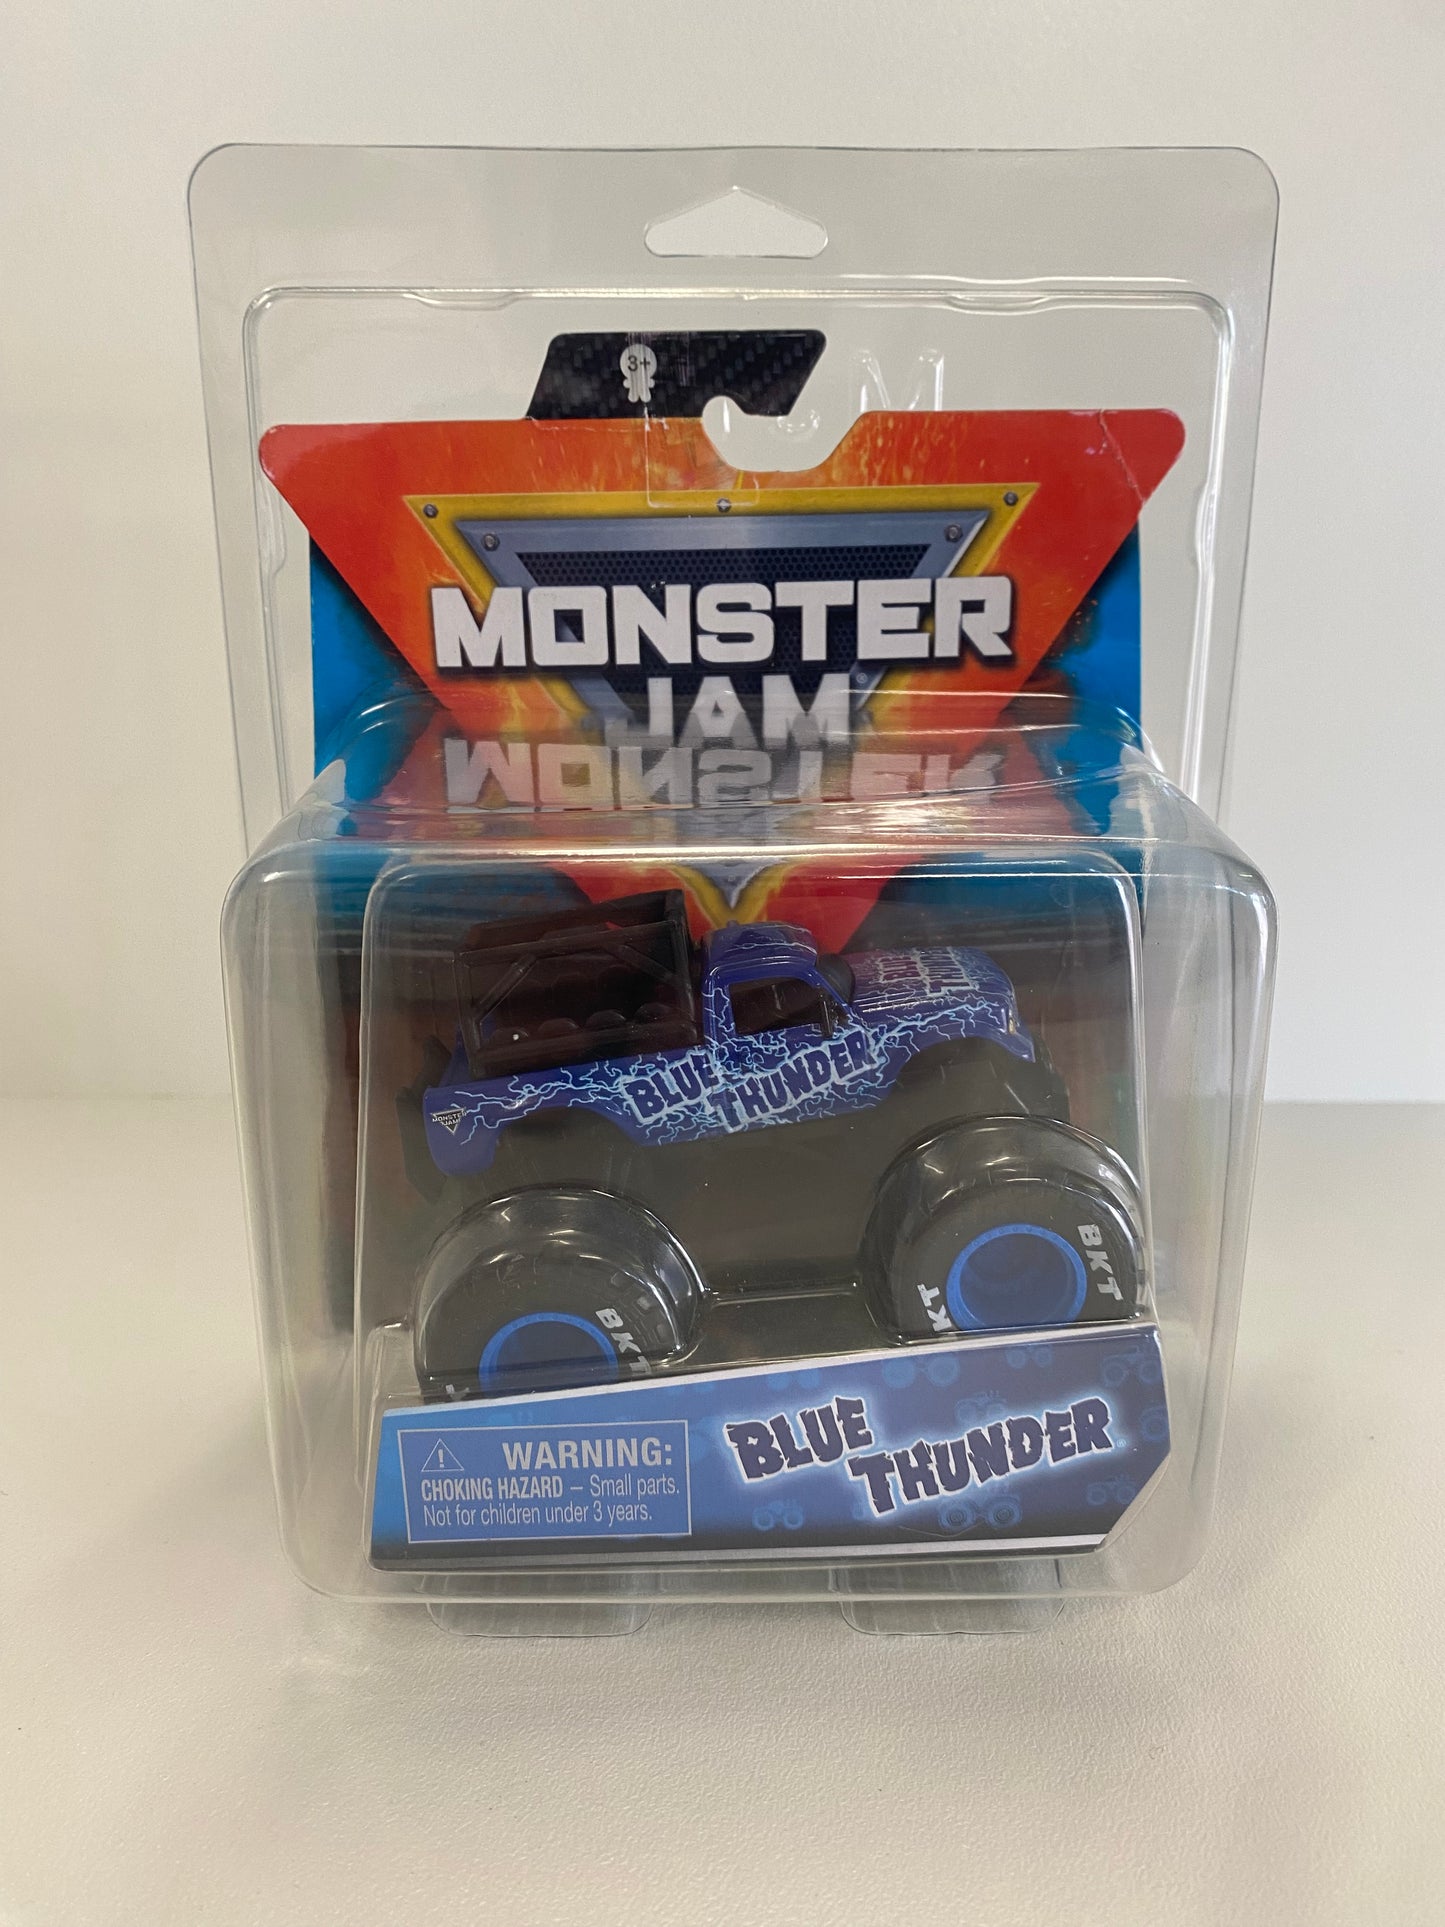 3+
MONSTER
JAM®
BLUE
THUNDER
MONSTER
JAM
BKT
BKT
WARNING:
CHOKING HAZARD – Small parts.
Not for children under 3 years.
BLUE
THUNDER®